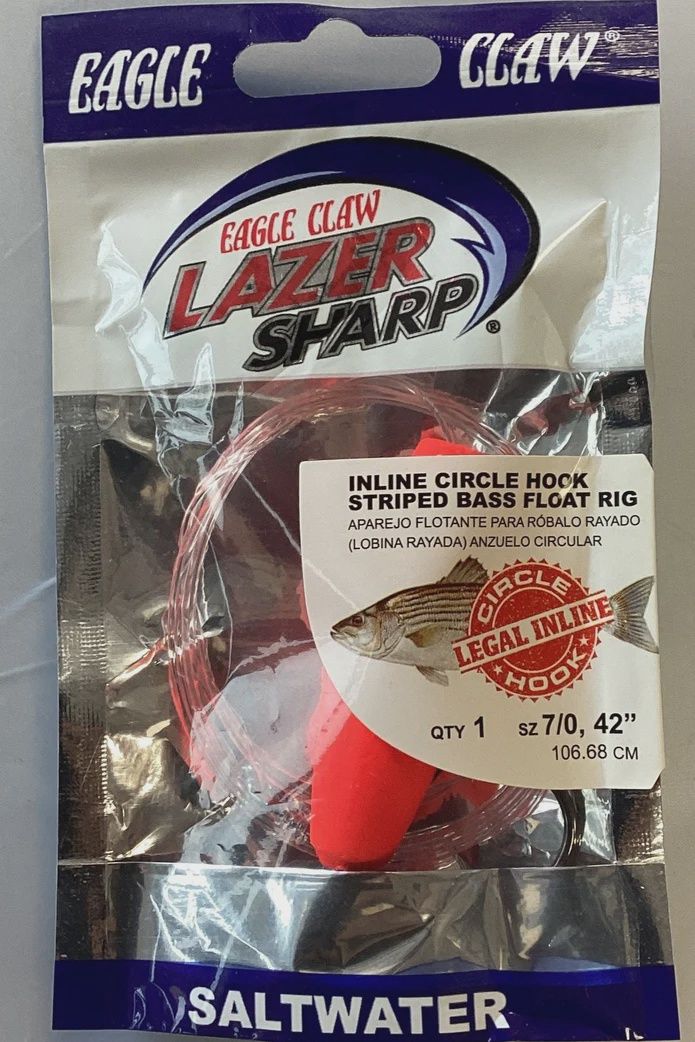 EAGLE CLAW®
EAGLE CLAW
LAZER
SHARP®
INLINE CIRCLE HOOK
STRIPED BASS FLOAT RIG
APAREJO FLOTANTE PARA RÓBALO RAYADO
(LOBINA RAYADA) ANZUELO CIRCULAR
CIRCLE
LEGAL INLINE
HOOK
QTY 1 SZ 7/0, 42”
106.68 CM
SALTWATER